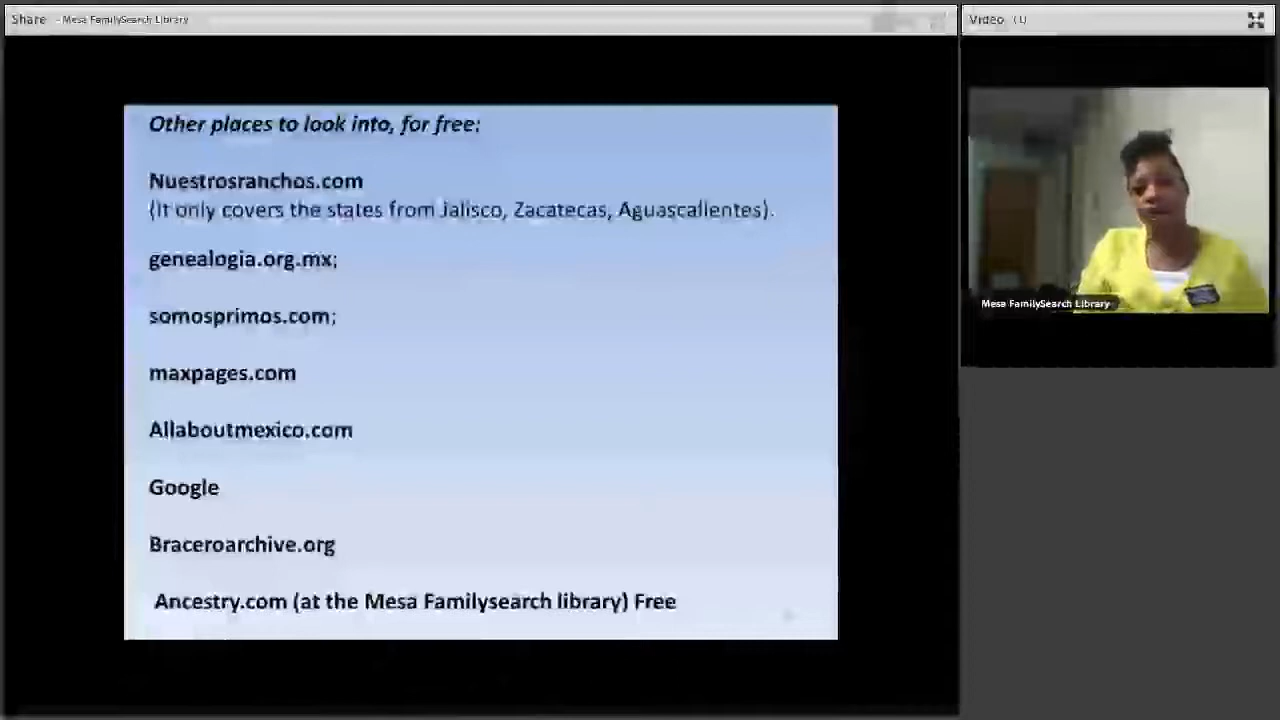 Share - Mesa FamilySearch Library
Video (1)
Other places to look into, for free:
Nuestrosranchos.com
(It only covers the states from Jalisco, Zacatecas, Aguascalientes).
genealogia.org.mx;
somosprimos.com;
maxpages.com
Allaboutmexico.com
Google
Braceroarchive.org
Ancestry.com (at the Mesa Familysearch library) Free
Mesa FamilySearch Library